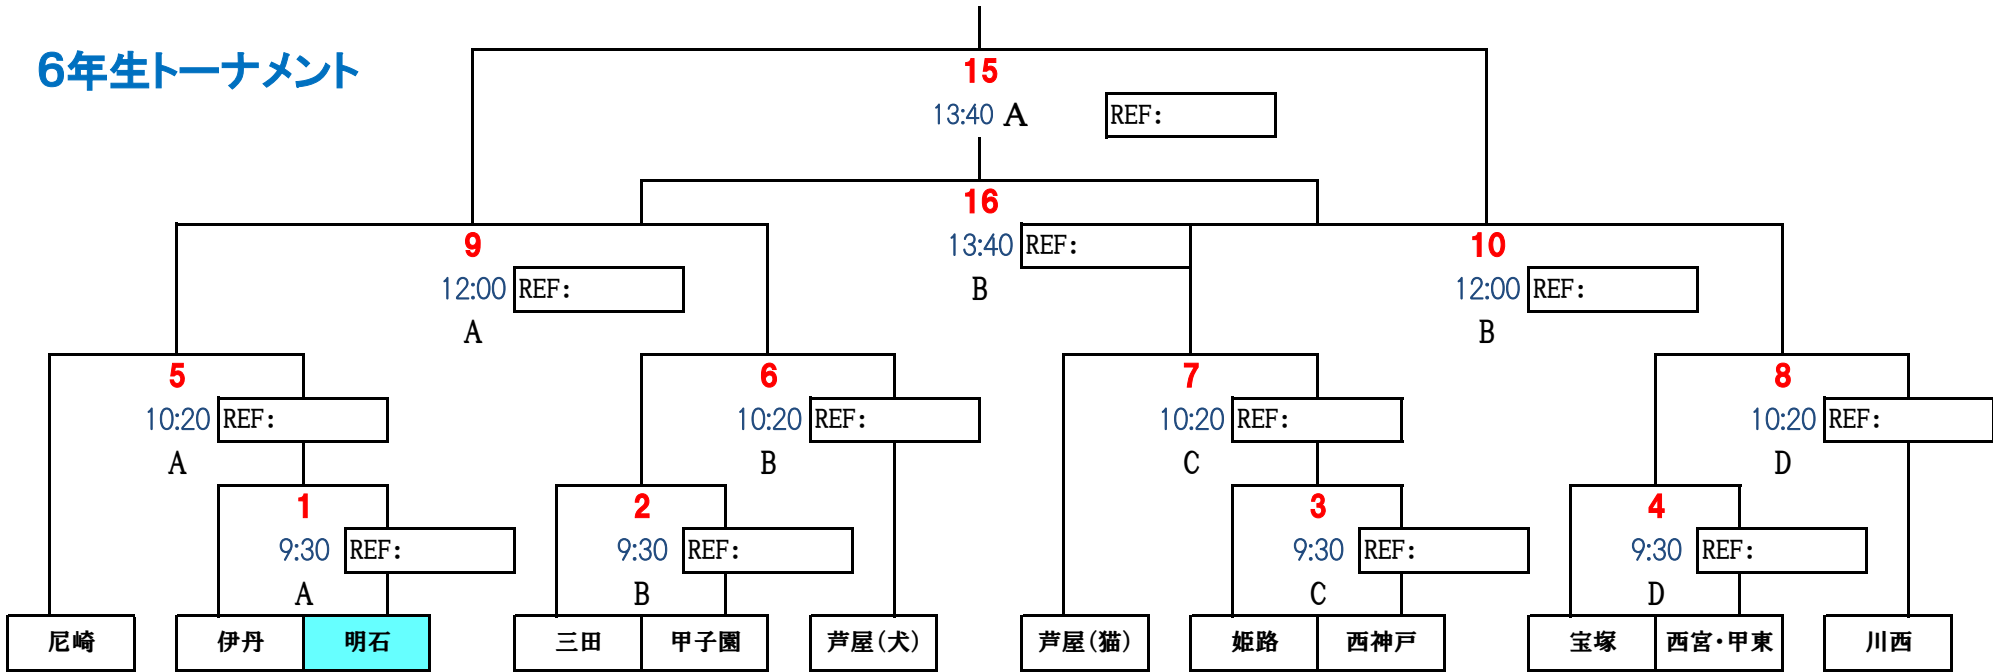 6年生トーナメント
15
13:40 A REF:
16
13:40 REF:
B
9
12:00 REF:
A
10
12:00 REF:
B
5
10:20 REF:
A
6
10:20 REF:
B
7
10:20 REF:
C
8
10:20 REF:
D
1
9:30 REF:
A
2
9:30 REF:
B
3
9:30 REF:
C
4
9:30 REF:
D
尼崎 伊丹 明石 三田 甲子園 芦屋(犬) 芦屋(猫) 姫路 西神戸 宝塚 西宮・甲東 川西